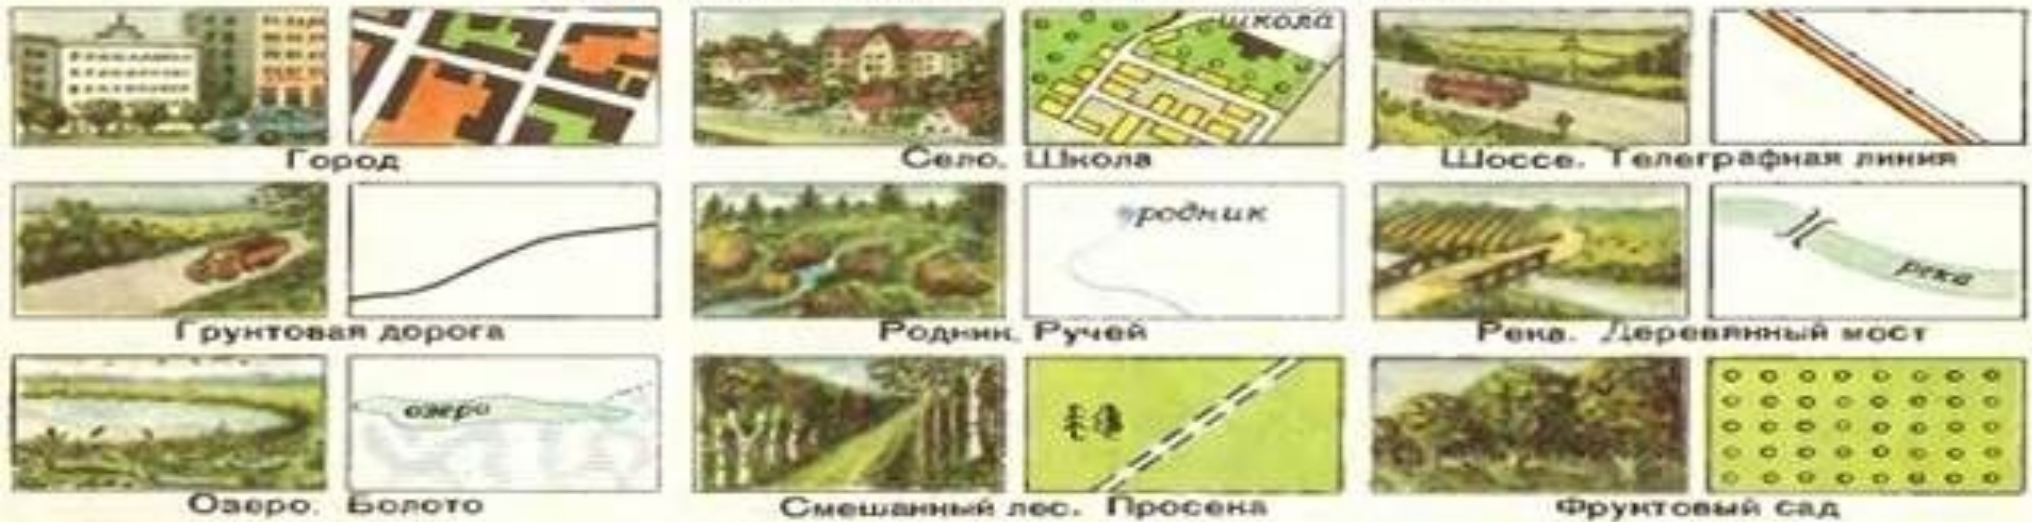 школа
Город
Село. Школа
Шоссе. Телеграфная линия
родник
река
Грунтовая дорога
Родник. Ручей
Река. Деревянный мост
озеро
Озеро. Болото
Смешанный лес. Просека
Фруктовый сад